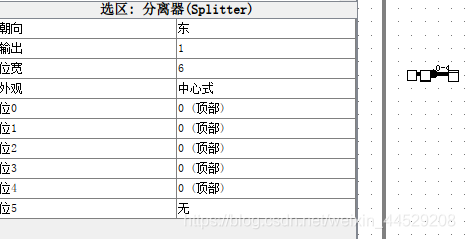 选区: 分离器(Splitter)
朝向 东
输出 1
位宽 6
外观 中心式
位0 0 (顶部)
位1 0 (顶部)
位2 0 (顶部)
位3 0 (顶部)
位4 0 (顶部)
位5 无
0-4
https://blog.csdn.net/weixin_44529208